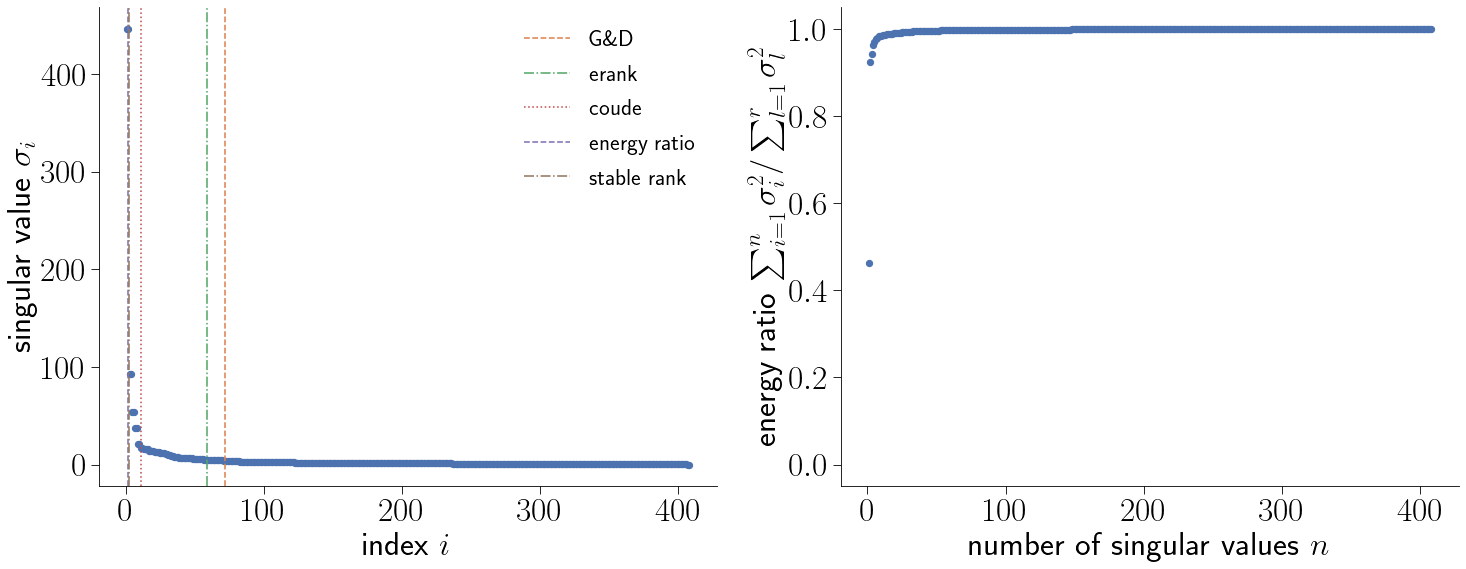 400
300
200
100
0
singular value σ_i
0 100 200 300 400
index i
G&D
erank
coude
energy ratio
stable rank
1.0
0.8
0.6
0.4
0.2
0.0
energy ratio ∑_{i=1}^{n} σ_i^2 / ∑_{l=1}^{r} σ_l^2
0 100 200 300 400
number of singular values n